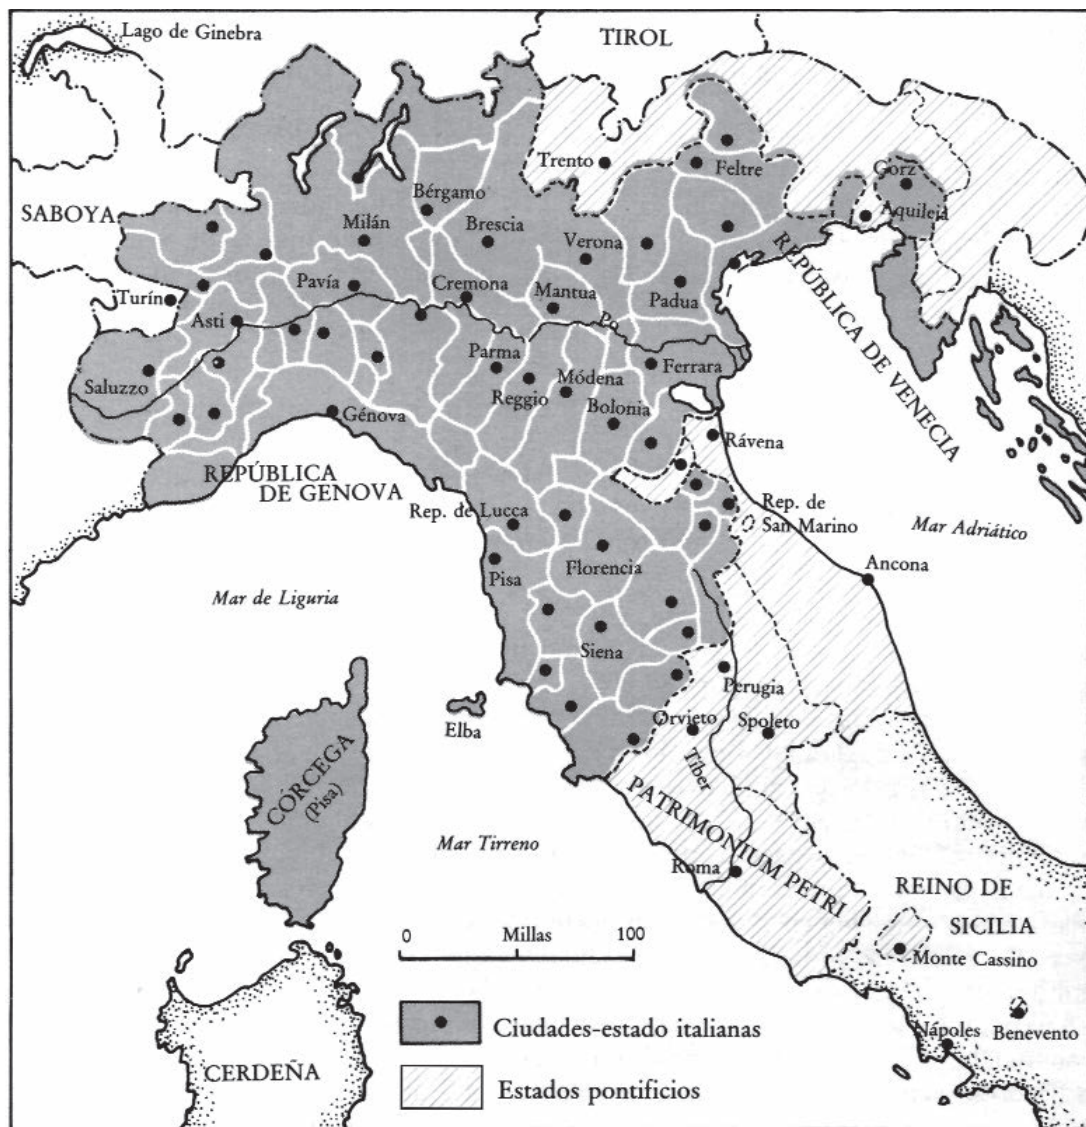 Lago de Ginebra
TIROL
Trento
Feltre
Görz
Aquileja
SABOYA
Bérgamo
Milán
Brescia
Verona
Turín
Pavía
Cremona
Mantua
Padua
REPÚBLICA DE VENECIA
Asti
Po
Parma
Ferrara
Saluzzo
Reggio
Módena
Génova
Bolonia
Rávena
REPÚBLICA
DE GENOVA
Rep. de Lucca
Rep. de
San Marino
Mar Adriático
Pisa
Florencia
Ancona
Mar de Liguria
Siena
Perugia
Elba
Orvieto
Spoleto
CÓRCEGA
(Pisa)
Tíber
PATRIMONIUM PETRI
Mar Tirreno
Roma
REINO DE
SICILIA
0 Millas 100
Monte Cassino
Ciudades-estado italianas
Nápoles
Benevento
CERDEÑA
Estados pontificios